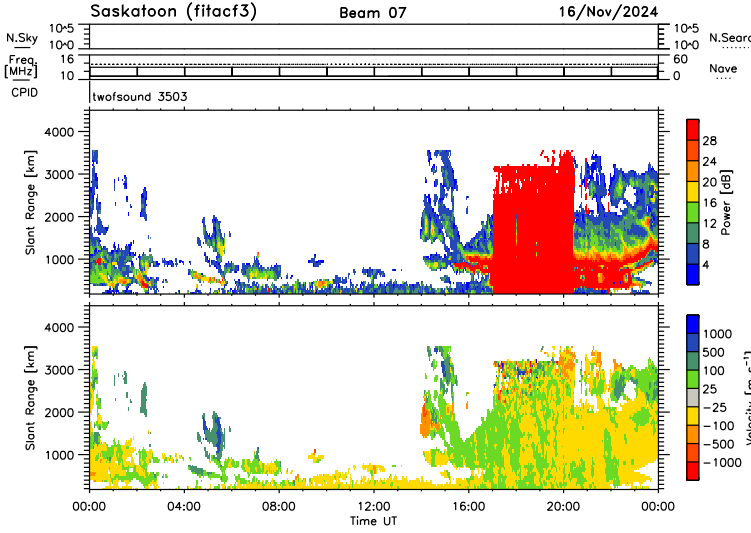 Saskatoon (fitacf3) Beam 07 16/Nov/2024
N.Sky 10^5 10^0 10^5 10^0 N.Sear
Freq. [MHz] 16 10 60 0 Nave
CPID twofsound 3503
Slant Range [km] 4000 3000 2000 1000
28 24 20 16 12 8 4 Power [dB]
Slant Range [km] 4000 3000 2000 1000
1000 500 100 25 −25 −100 −500 −1000 Velocity [m s⁻¹]
00:00 04:00 08:00 12:00 16:00 20:00 00:00
Time UT